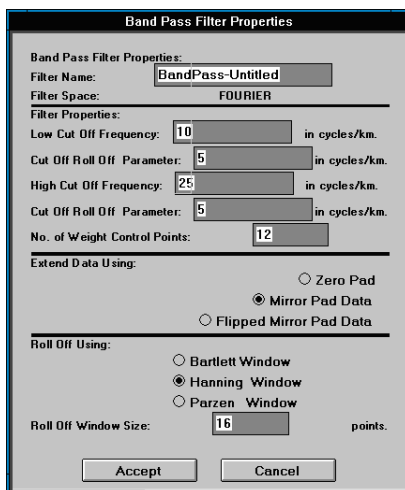 Band Pass Filter Properties
Band Pass Filter Properties:
Filter Name: BandPass-Untitled
Filter Space: FOURIER
Filter Properties:
Low Cut Off Frequency: 10 in cycles/km.
Cut Off Roll Off Parameter: 5 in cycles/km.
High Cut Off Frequency: 25 in cycles/km.
Cut Off Roll Off Parameter: 5 in cycles/km.
No. of Weight Control Points: 12
Extend Data Using:
Zero Pad
Mirror Pad Data
Flipped Mirror Pad Data
Roll Off Using:
Bartlett Window
Hanning Window
Parzen Window
Roll Off Window Size: 16 points.
Accept Cancel